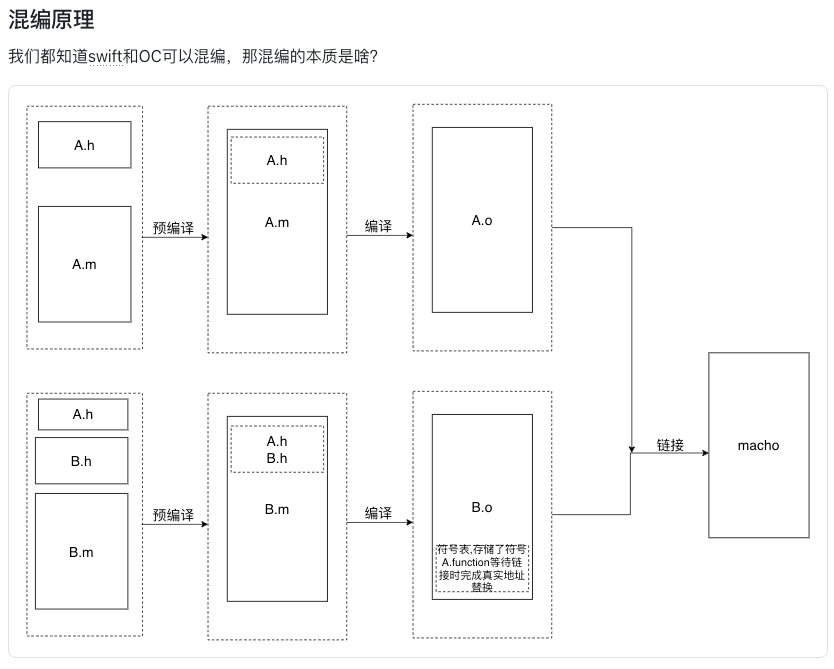 混编原理
我们都知道swift和OC可以混编，那混编的本质是啥?
A.h
A.m
预编译
A.h
A.m
编译
A.o
A.h
B.h
B.m
预编译
A.h
B.h
B.m
编译
B.o
符号表,存储了符号
A.function等待链
接时完成真实地址
替换
链接
macho